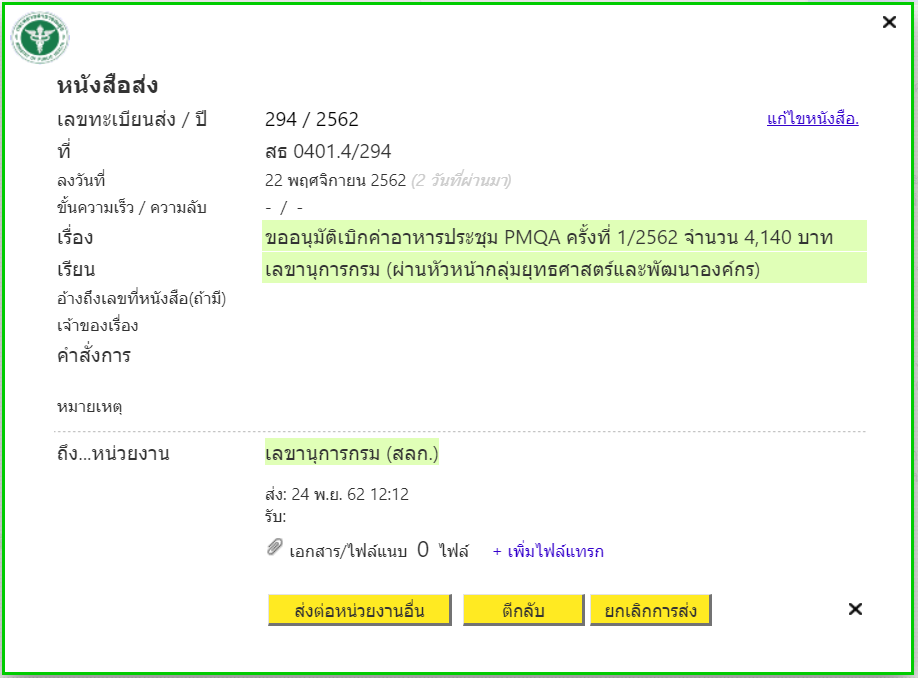 หนังสือส่ง
เลขทะเบียนส่ง / ปี 294 / 2562 แก้ไขหนังสือ.
ที่ สธ 0401.4/294
ลงวันที่ 22 พฤศจิกายน 2562 (2 วันที่ผ่านมา)
ขั้นความเร็ว / ความลับ - / -
เรื่อง ขออนุมัติเบิกค่าอาหารประชุม PMQA ครั้งที่ 1/2562 จำนวน 4,140 บาท
เรียน เลขานุการกรม (ผ่านหัวหน้ากลุ่มยุทธศาสตร์และพัฒนาองค์กร)
อ้างถึงเลขที่หนังสือ(ถ้ามี)
เจ้าของเรื่อง
คำสั่งการ
หมายเหตุ
ถึง...หน่วยงาน เลขานุการกรม (สลก.)
ส่ง: 24 พ.ย. 62 12:12
รับ:
เอกสาร/ไฟล์แนบ 0 ไฟล์ + เพิ่มไฟล์แทรก
ส่งต่อหน่วยงานอื่น ตีกลับ ยกเลิกการส่ง